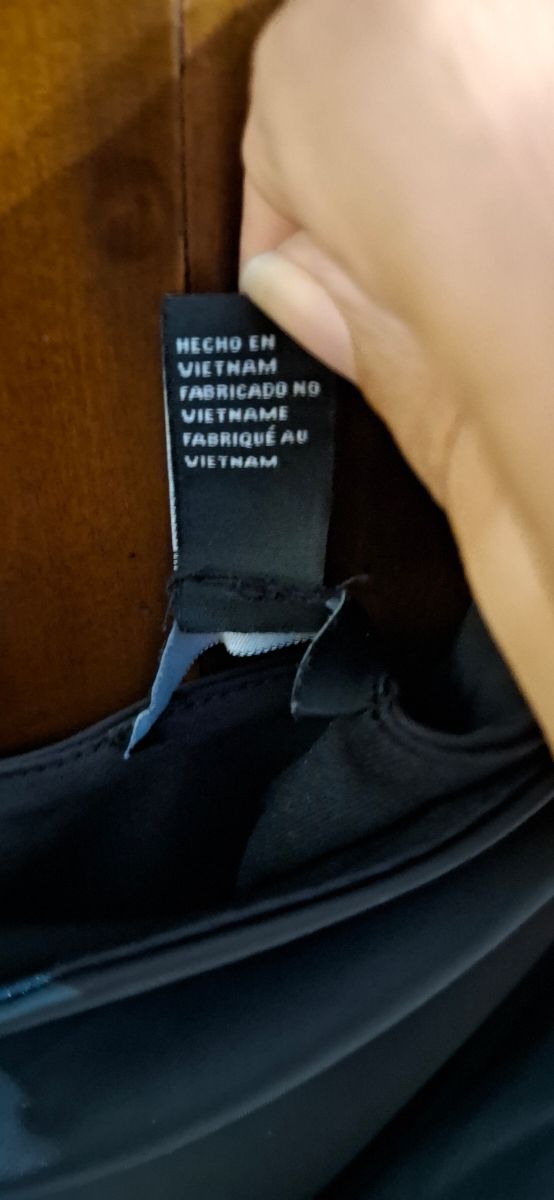 HECHO EN
VIETNAM
FABRICADO NO
VIETNAME
FABRIQUÉ AU
VIETNAM